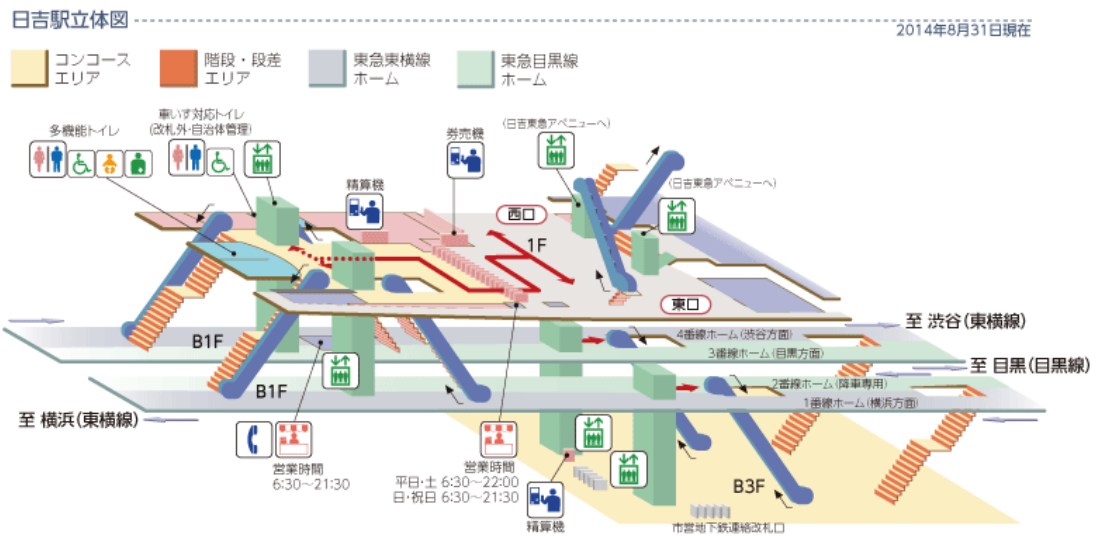 日吉駅立体図
2014年8月31日現在
コンコース
エリア
階段・段差
エリア
東急東横線
ホーム
東急目黒線
ホーム
多機能トイレ
車いす対応トイレ
(改札外・自治体管理)
精算機
券売機
(日吉東急アベニューへ)
(日吉東急アベニューへ)
西口
1F
東口
B1F
B1F
4番線ホーム(渋谷方面)
3番線ホーム(目黒方面)
2番線ホーム(降車専用)
1番線ホーム(横浜方面)
至 渋谷(東横線)
至 目黒(目黒線)
至 横浜(東横線)
営業時間
6:30〜21:30
営業時間
平日・土 6:30〜22:00
日・祝日 6:30〜21:30
精算機
B3F
市営地下鉄連絡改札口